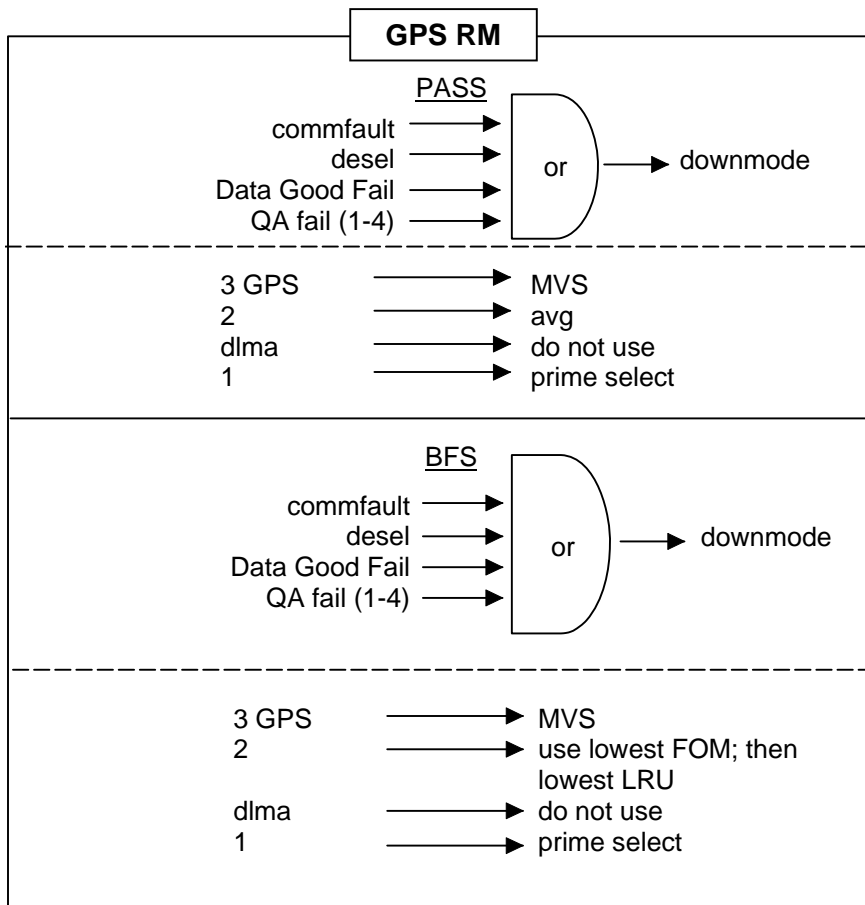 GPS RM
PASS
commfault
desel
or
downmode
Data Good Fail
QA fail (1-4)
3 GPS MVS
2 avg
dlma do not use
1 prime select
BFS
commfault
desel
or
downmode
Data Good Fail
QA fail (1-4)
3 GPS MVS
2 use lowest FOM; then
lowest LRU
dlma do not use
1 prime select